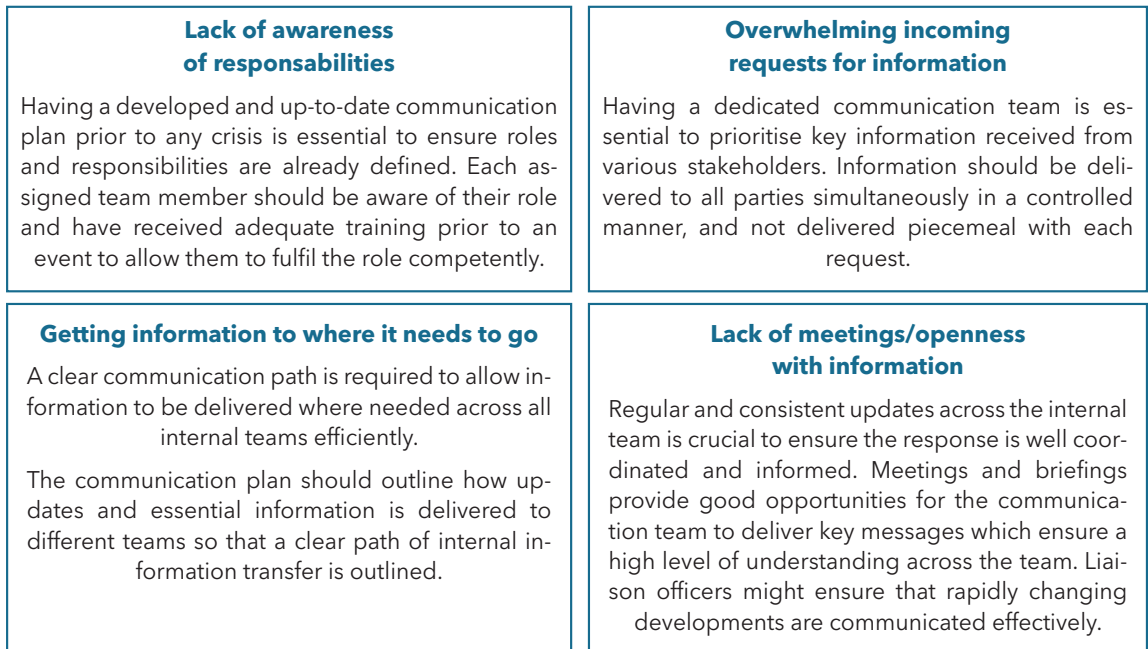 Lack of awareness
of responsabilities
Having a developed and up-to-date communication
plan prior to any crisis is essential to ensure roles
and responsibilities are already defined. Each as-
signed team member should be aware of their role
and have received adequate training prior to an
event to allow them to fulfil the role competently.
Overwhelming incoming
requests for information
Having a dedicated communication team is es-
sential to prioritise key information received from
various stakeholders. Information should be deli-
vered to all parties simultaneously in a controlled
manner, and not delivered piecemeal with each
request.
Getting information to where it needs to go
A clear communication path is required to allow in-
formation to be delivered where needed across all
internal teams efficiently.
The communication plan should outline how up-
dates and essential information is delivered to
different teams so that a clear path of internal in-
formation transfer is outlined.
Lack of meetings/openness
with information
Regular and consistent updates across the internal
team is crucial to ensure the response is well coor-
dinated and informed. Meetings and briefings
provide good opportunities for the communica-
tion team to deliver key messages which ensure a
high level of understanding across the team. Liai-
son officers might ensure that rapidly changing
developments are communicated effectively.